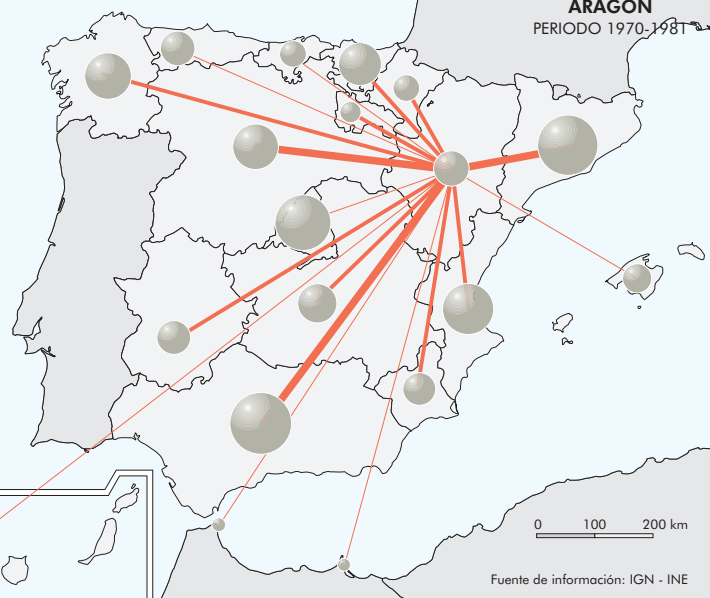 ARAGÓN
PERIODO 1970-1981
0 100 200 km
Fuente de información: IGN - INE